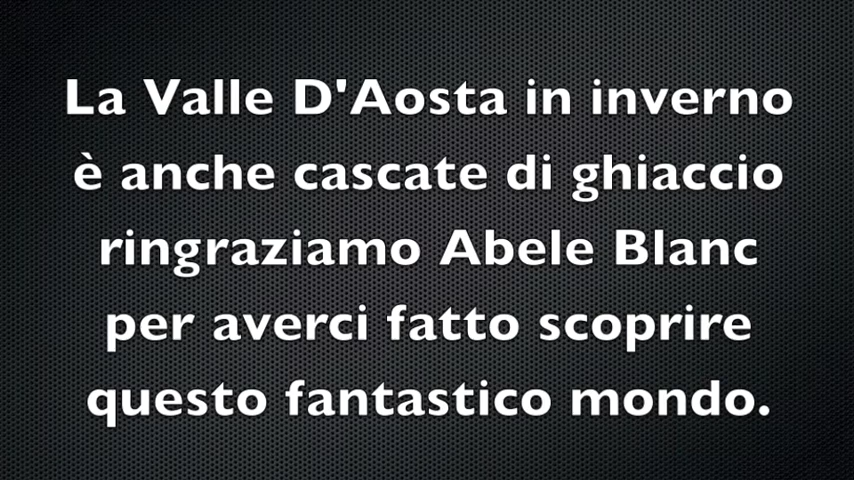 La Valle D'Aosta in inverno
è anche cascate di ghiaccio
ringraziamo Abele Blanc
per averci fatto scoprire
questo fantastico mondo.